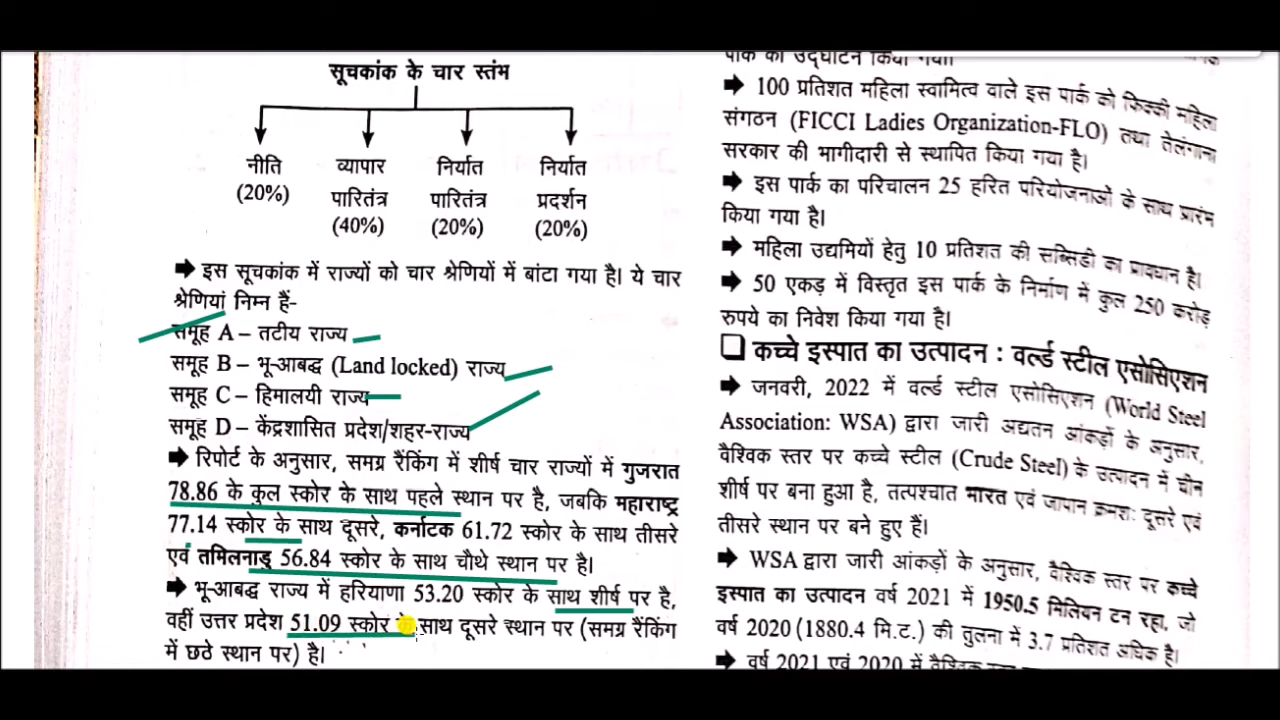 सूचकांक के चार स्तंभ
नीति
(20%)
व्यापार
पारितंत्र
(40%)
निर्यात
पारितंत्र
(20%)
निर्यात
प्रदर्शन
(20%)
➡ इस सूचकांक में राज्यों को चार श्रेणियों में बांटा गया है। ये चार
श्रेणियां निम्न हैं-
समूह A – तटीय राज्य
समूह B – भू-आबद्ध (Land locked) राज्य
समूह C – हिमालयी राज्य
समूह D – केंद्रशासित प्रदेश/शहर-राज्य
➡ रिपोर्ट के अनुसार, समग्र रैंकिंग में शीर्ष चार राज्यों में गुजरात
78.86 के कुल स्कोर के साथ पहले स्थान पर है, जबकि महाराष्ट्र
77.14 स्कोर के साथ दूसरे, कर्नाटक 61.72 स्कोर के साथ तीसरे
एवं तमिलनाडु 56.84 स्कोर के साथ चौथे स्थान पर है।
➡ भू-आबद्ध राज्य में हरियाणा 53.20 स्कोर के साथ शीर्ष पर है,
वहीं उत्तर प्रदेश 51.09 स्कोर के साथ दूसरे स्थान पर (समग्र रैंकिंग
में छठे स्थान पर) है।
पार्क का उद्घाटन किया गया।
➡ 100 प्रतिशत महिला स्वामित्व वाले इस पार्क को फिक्की महिला
संगठन (FICCI Ladies Organization-FLO) तथा तेलंगाना
सरकार की भागीदारी से स्थापित किया गया है।
➡ इस पार्क का परिचालन 25 हरित परियोजनाओं के साथ प्रारंभ
किया गया है।
➡ महिला उद्यमियों हेतु 10 प्रतिशत की सब्सिडी का प्रावधान है।
➡ 50 एकड़ में विस्तृत इस पार्क के निर्माण में कुल 250 करोड़
रुपये का निवेश किया गया है।
❑ कच्चे इस्पात का उत्पादन : वर्ल्ड स्टील एसोसिएशन
➡ जनवरी, 2022 में वर्ल्ड स्टील एसोसिएशन (World Steel
Association: WSA) द्वारा जारी अद्यतन आंकड़ों के अनुसार,
वैश्विक स्तर पर कच्चे स्टील (Crude Steel) के उत्पादन में चीन
शीर्ष पर बना हुआ है, तत्पश्चात भारत एवं जापान क्रमश: दूसरे एवं
तीसरे स्थान पर बने हुए हैं।
➡ WSA द्वारा जारी आंकड़ों के अनुसार, वैश्विक स्तर पर कच्चे
इस्पात का उत्पादन वर्ष 2021 में 1950.5 मिलियन टन रहा, जो
वर्ष 2020 (1880.4 मि.ट.) की तुलना में 3.7 प्रतिशत अधिक है।
➡ वर्ष 2021 एवं 2020 में वैश्विक